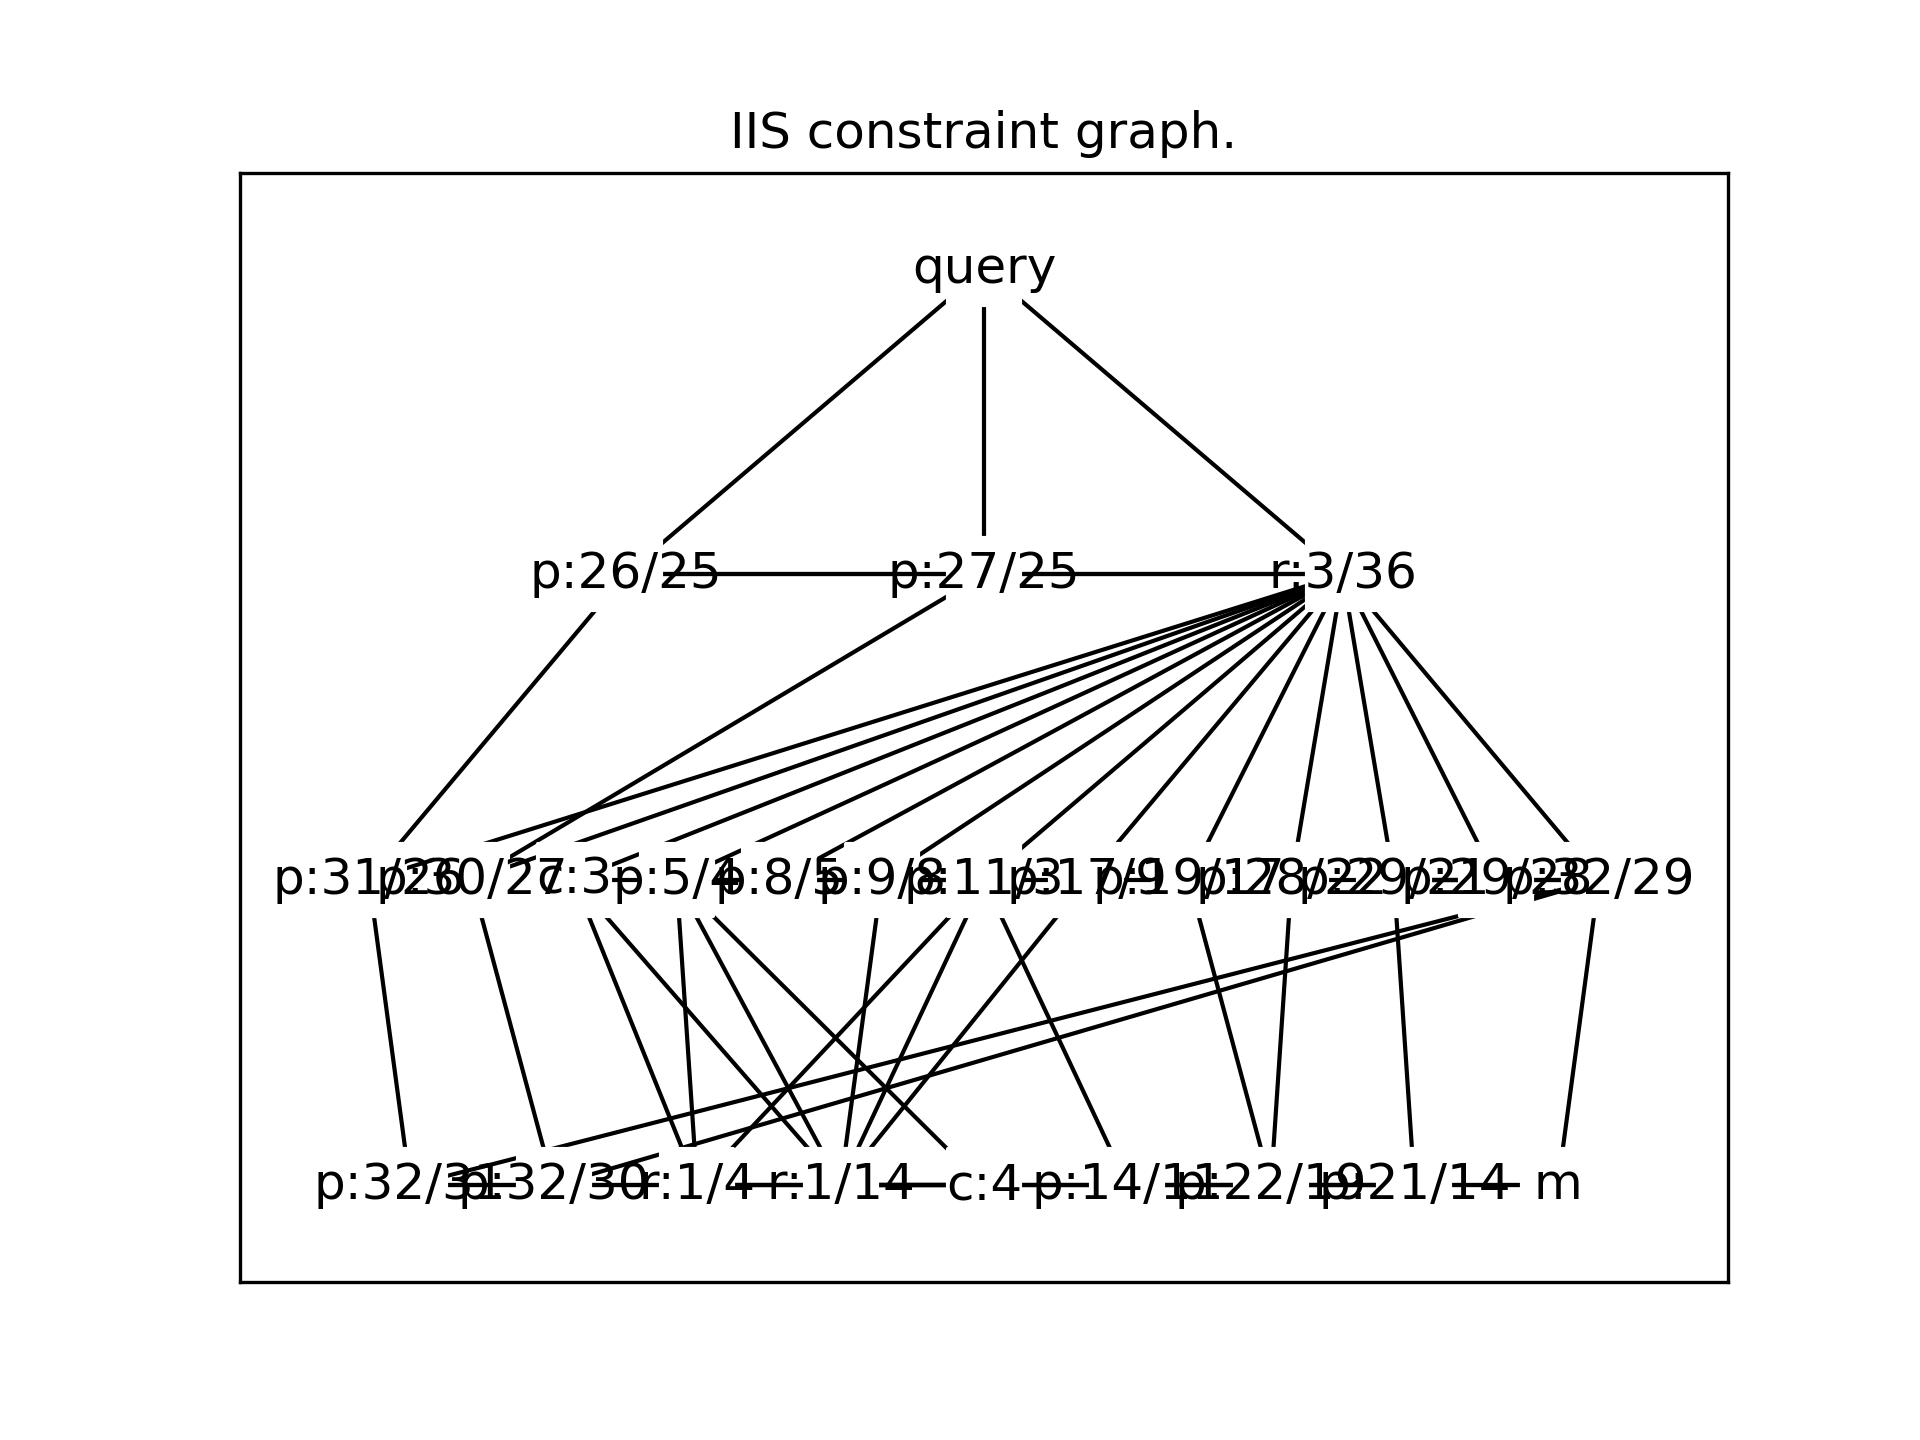 IIS constraint graph.
query
p:26/25 p:27/25 r:3/36
p:31/26 p:30/27 c:3 p:5/4 p:8/5 p:9/8 p:11/3 p:17/9 p:19/17 p:28/22 p:29/21 p:29/28 p:32/29
p:32/31 p:32/30 r:1/4 r:1/14 c:4 p:14/11 p:22/19 p:21/14 m